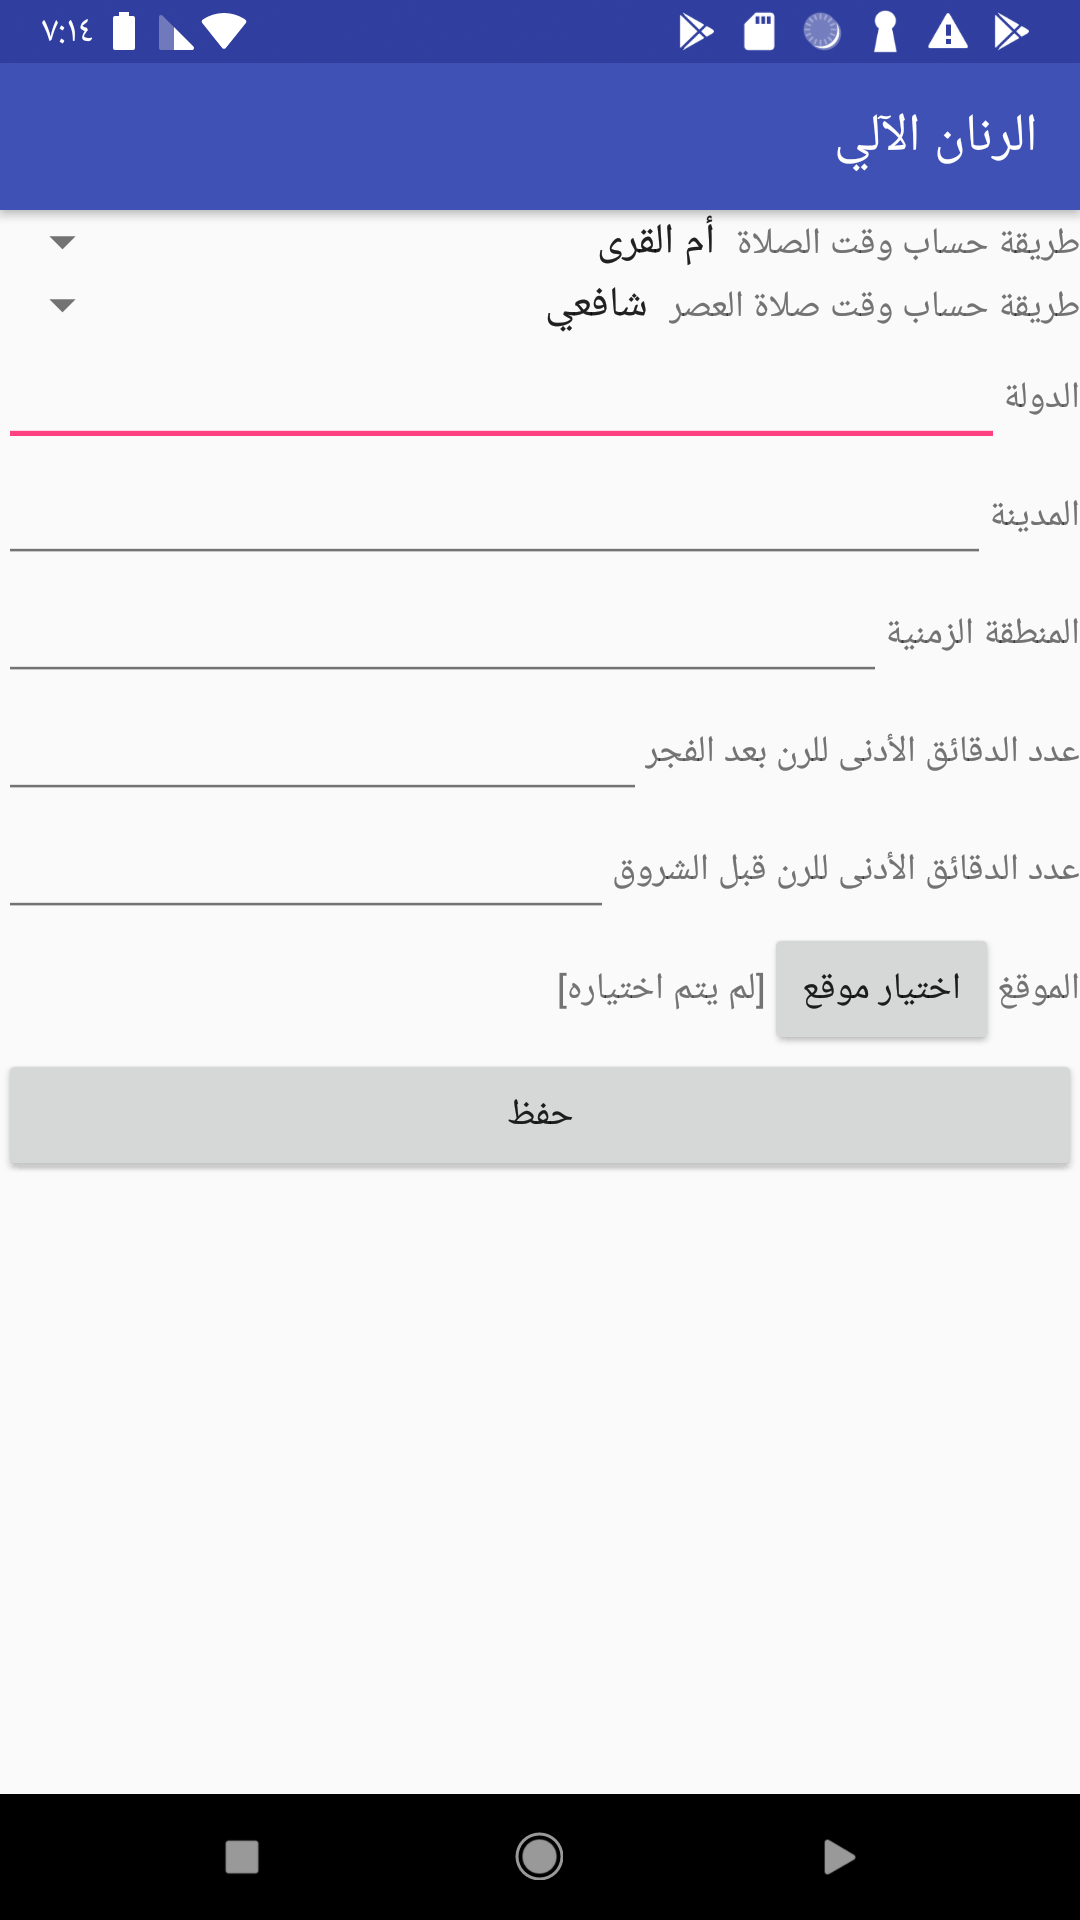 ٧:١٤
الرنان الآلي
طريقة حساب وقت الصلاة أم القرى
طريقة حساب وقت صلاة العصر شافعي
الدولة
المدينة
المنطقة الزمنية
عدد الدقائق الأدنى للرن بعد الفجر
عدد الدقائق الأدنى للرن قبل الشروق
الموقغ اختيار موقع [لم يتم اختياره]
حفظ